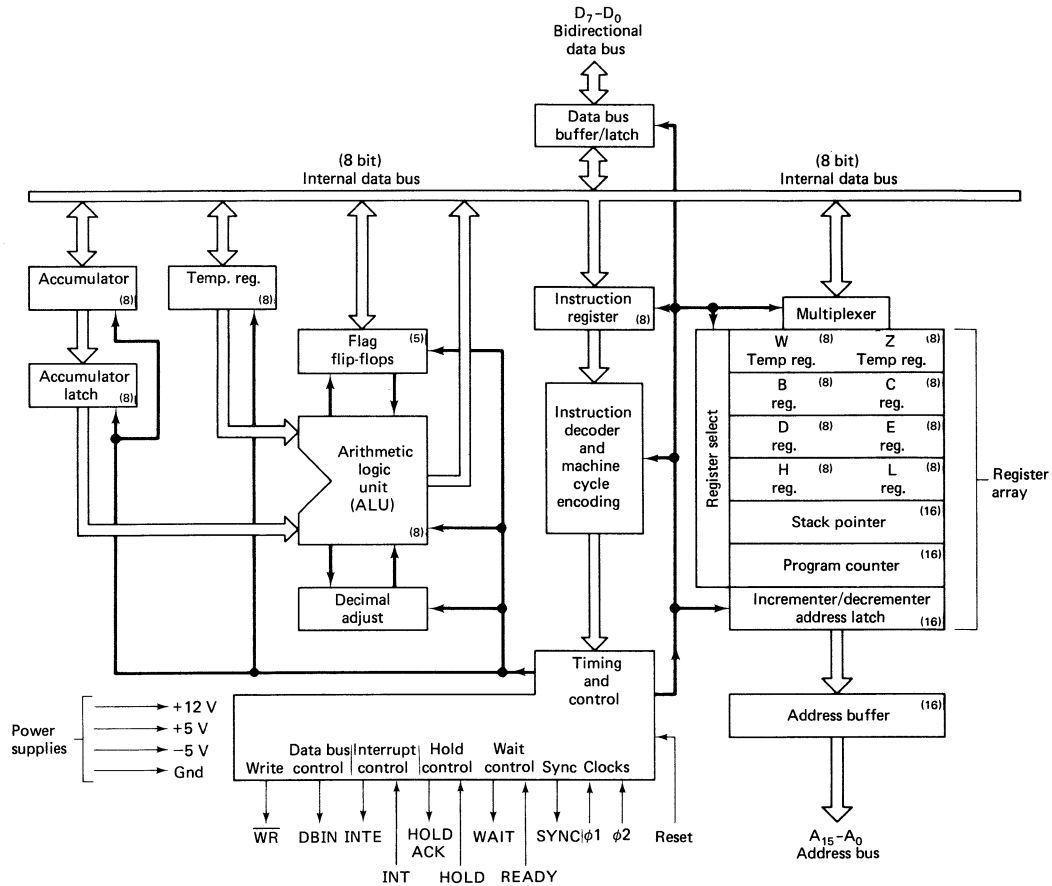 D₇–D₀
Bidirectional
data bus
Data bus
buffer/latch
(8 bit)
Internal data bus
(8 bit)
Internal data bus
Accumulator
(8)
Temp. reg.
(8)
Instruction
register
(8)
Multiplexer
Flag
flip-flops
(5)
Accumulator
latch
(8)
Arithmetic
logic
unit
(ALU)
(8)
Decimal
adjust
Instruction
decoder
and
machine
cycle
encoding
Register select
W (8) Z (8)
Temp reg. Temp reg.
B (8) C (8)
reg. reg.
D (8) E (8)
reg. reg.
H (8) L (8)
reg. reg.
Stack pointer (16)
Program counter (16)
Incrementer/decrementer
address latch (16)
Register
array
Timing
and
control
Address buffer (16)
Power
supplies
+12 V
+5 V
−5 V
Gnd
Write
Data bus
control
Interrupt
control
Hold
control
Wait
control
Sync
Clocks
W̅R̅
DBIN
INTE
INT
HOLD
ACK
HOLD
WAIT
READY
SYNC
ϕ1
ϕ2
Reset
A₁₅–A₀
Address bus